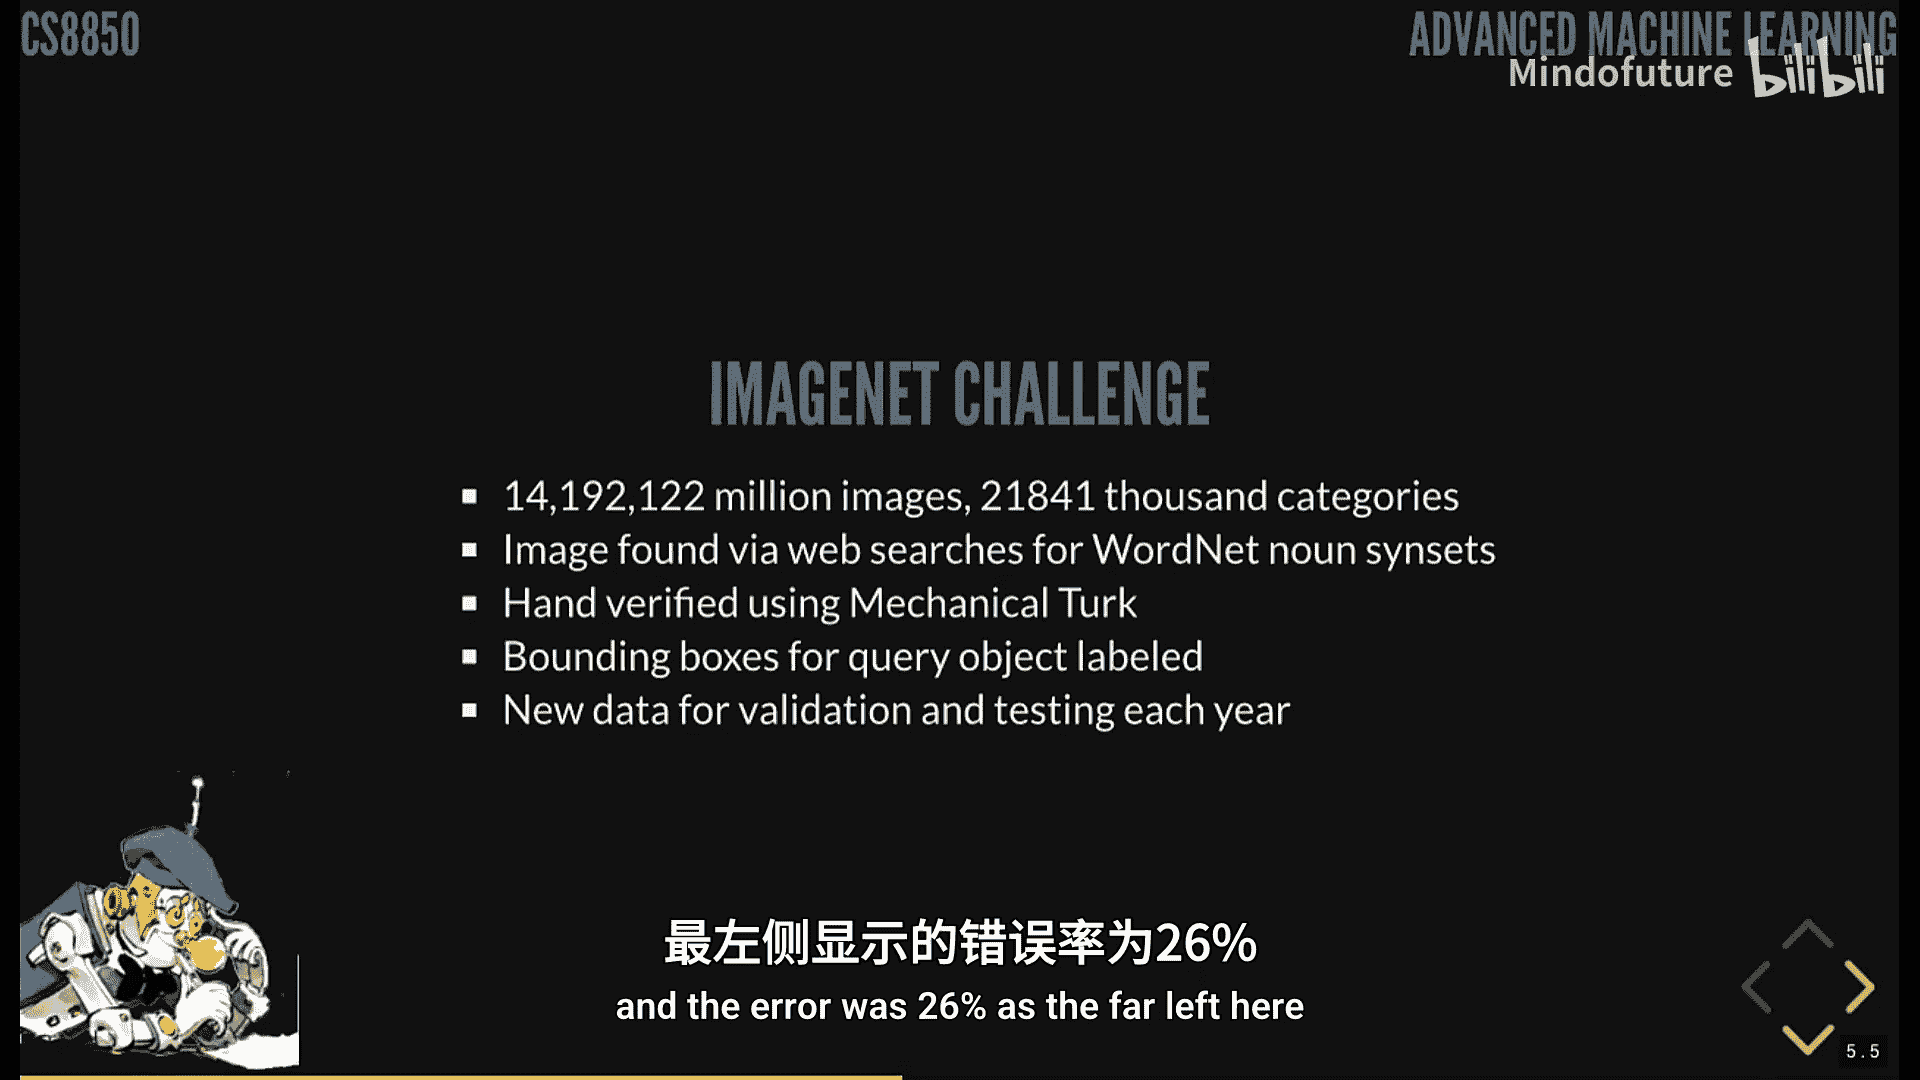 CS8850
ADVANCED MACHINE LEARNING
Mindofuture bilibili
IMAGENET CHALLENGE
14,192,122 million images, 21841 thousand categories
Image found via web searches for WordNet noun synsets
Hand verified using Mechanical Turk
Bounding boxes for query object labeled
New data for validation and testing each year
最左侧显示的错误率为26%
and the error was 26% as the far left here
5.5